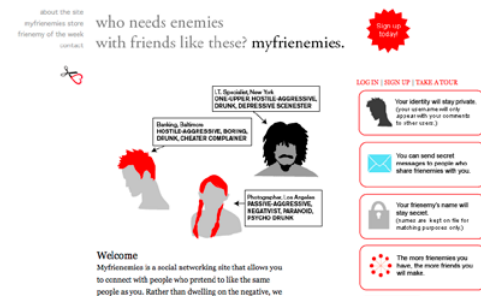 about the site
myfrienemies store
frienemy of the week
contact
who needs enemies
with friends like these? myfrienemies.
Sign up
today!
LOG IN | SIGN UP | TAKE A TOUR
I.T. Specialist, New York
ONE-UPPER, HOSTILE-AGGRESSIVE,
DRUNK, DEPRESSIVE SCENESTER
Banking, Baltimore
HOSTILE-AGGRESSIVE, BORING,
DRUNK, CHEATER COMPLAINER
Photographer, Los Angeles
PASSIVE-AGGRESSIVE,
NEGATIVIST, PARANOID,
PSYCHO DRUNK
Your identity will stay private.
(your username will only
appear with your comments
to other users.)
You can send secret
messages to people who
share frienemies with you.
Your frienemy's name will
stay secret.
(names are kept on file for
matching purposes only.)
The more frienemies you
have, the more friends you
will make.
Welcome
Myfrienemies is a social networking site that allows you
to connect with people who pretend to like the same
people as you. Rather than dwelling on the negative, we